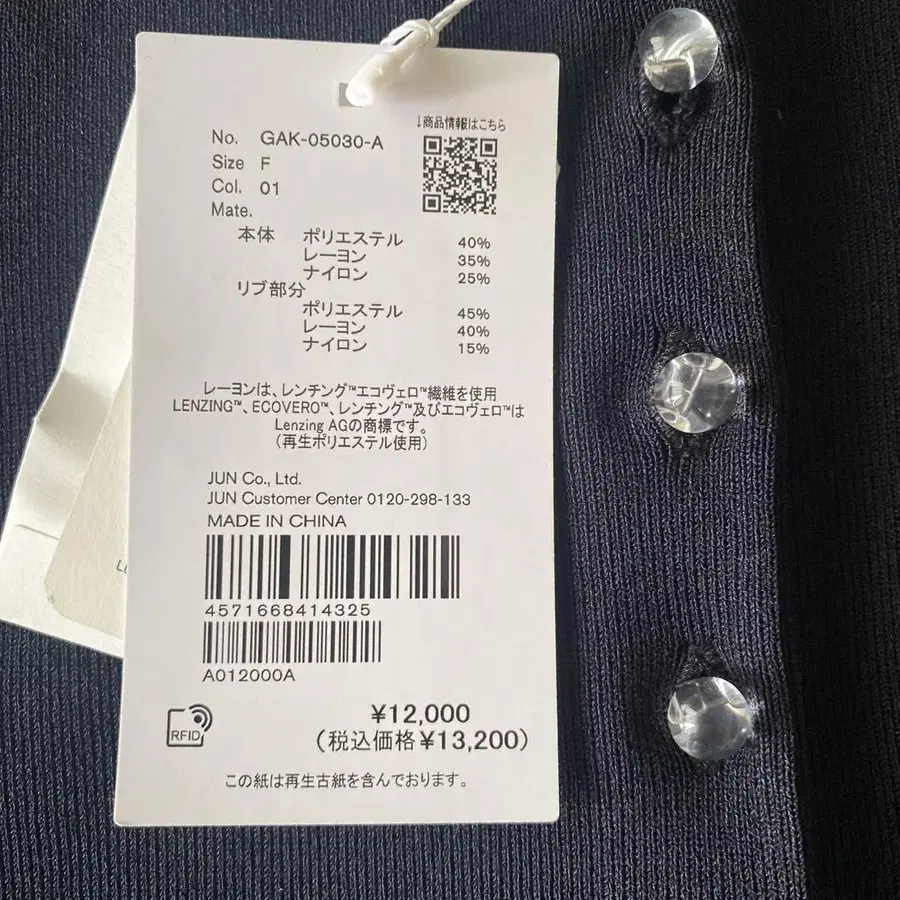 ↓商品情報はこちら
No. GAK-05030-A
Size F
Col. 01
Mate.
本体 ポリエステル 40%
レーヨン 35%
ナイロン 25%
リブ部分
ポリエステル 45%
レーヨン 40%
ナイロン 15%
レーヨンは、レンチング™エコヴェロ™繊維を使用
LENZING™、ECOVERO™、レンチング™及びエコヴェロ™は
Lenzing AGの商標です。
(再生ポリエステル使用)
JUN Co., Ltd.
JUN Customer Center 0120-298-133
MADE IN CHINA
4571668414325
A012000A
RFID
¥12,000
(税込価格¥13,200)
この紙は再生古紙を含んでおります。